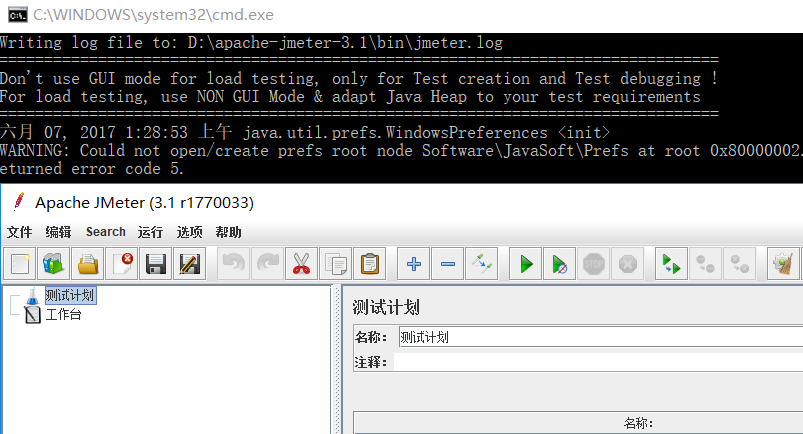 C:\WINDOWS\system32\cmd.exe
Writing log file to: D:\apache-jmeter-3.1\bin\jmeter.log
================================================================================
Don't use GUI mode for load testing, only for Test creation and Test debugging !
For load testing, use NON GUI Mode & adapt Java Heap to your test requirements
================================================================================
六月 07, 2017 1:28:53 上午 java.util.prefs.WindowsPreferences <init>
WARNING: Could not open/create prefs root node Software\JavaSoft\Prefs at root 0x80000002.
eturned error code 5.
Apache JMeter (3.1 r1770033)
文件 编辑 Search 运行 选项 帮助
STOP
测试计划
工作台
测试计划
名称： 测试计划
注释：
名称：